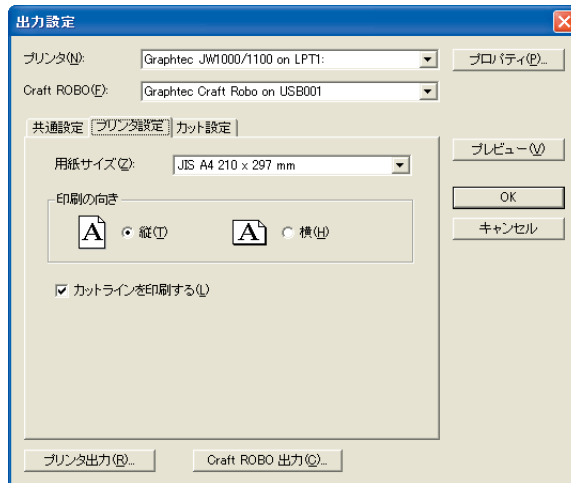 出力設定
プリンタ(N): Graphtec JW1000/1100 on LPT1: プロパティ(P)...
Craft ROBO(F): Graphtec Craft Robo on USB001
共通設定 プリンタ設定 カット設定
プレビュー(V)
用紙サイズ(Z): JIS A4 210 x 297 mm
OK
印刷の向き
キャンセル
A 縦(T) A 横(H)
カットラインを印刷する(L)
プリンタ出力(R)... Craft ROBO 出力(C)...